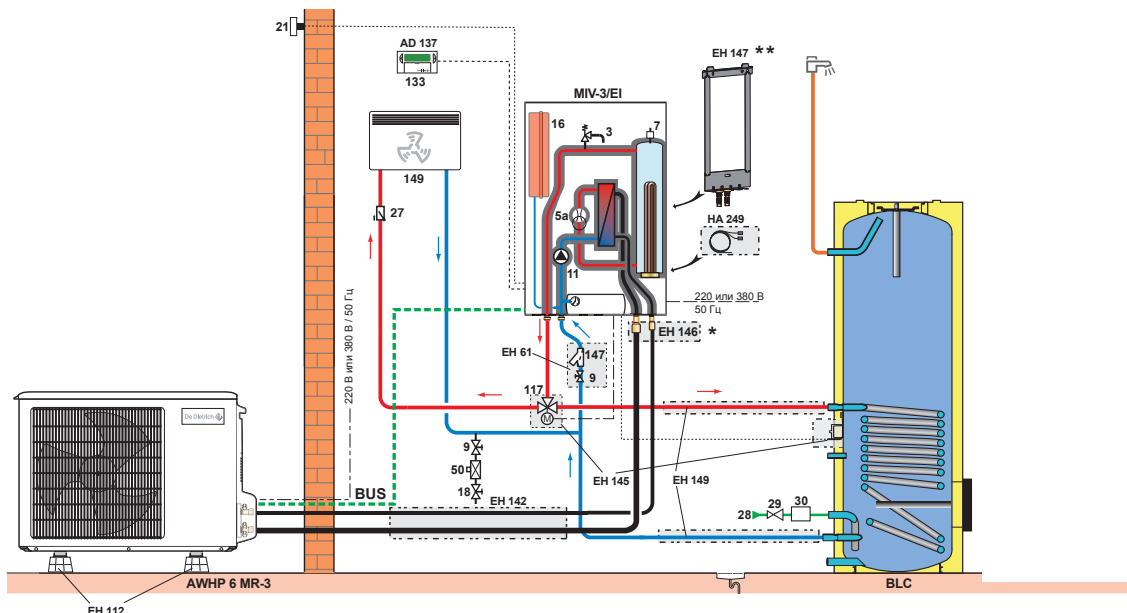 21
AD 137
133
EH 147 **
MIV-3/EI
16
3
7
149
27
5a
11
HA 249
220 или 380 В
50 Гц
EH 146 *
EH 61
147
9
117
M
220 В или 380 В / 50 Гц
De Dietrich
9
50
18
BUS
EH 142
EH 145
EH 149
28
29
30
AWHP 6 MR-3
BLC
EH 112